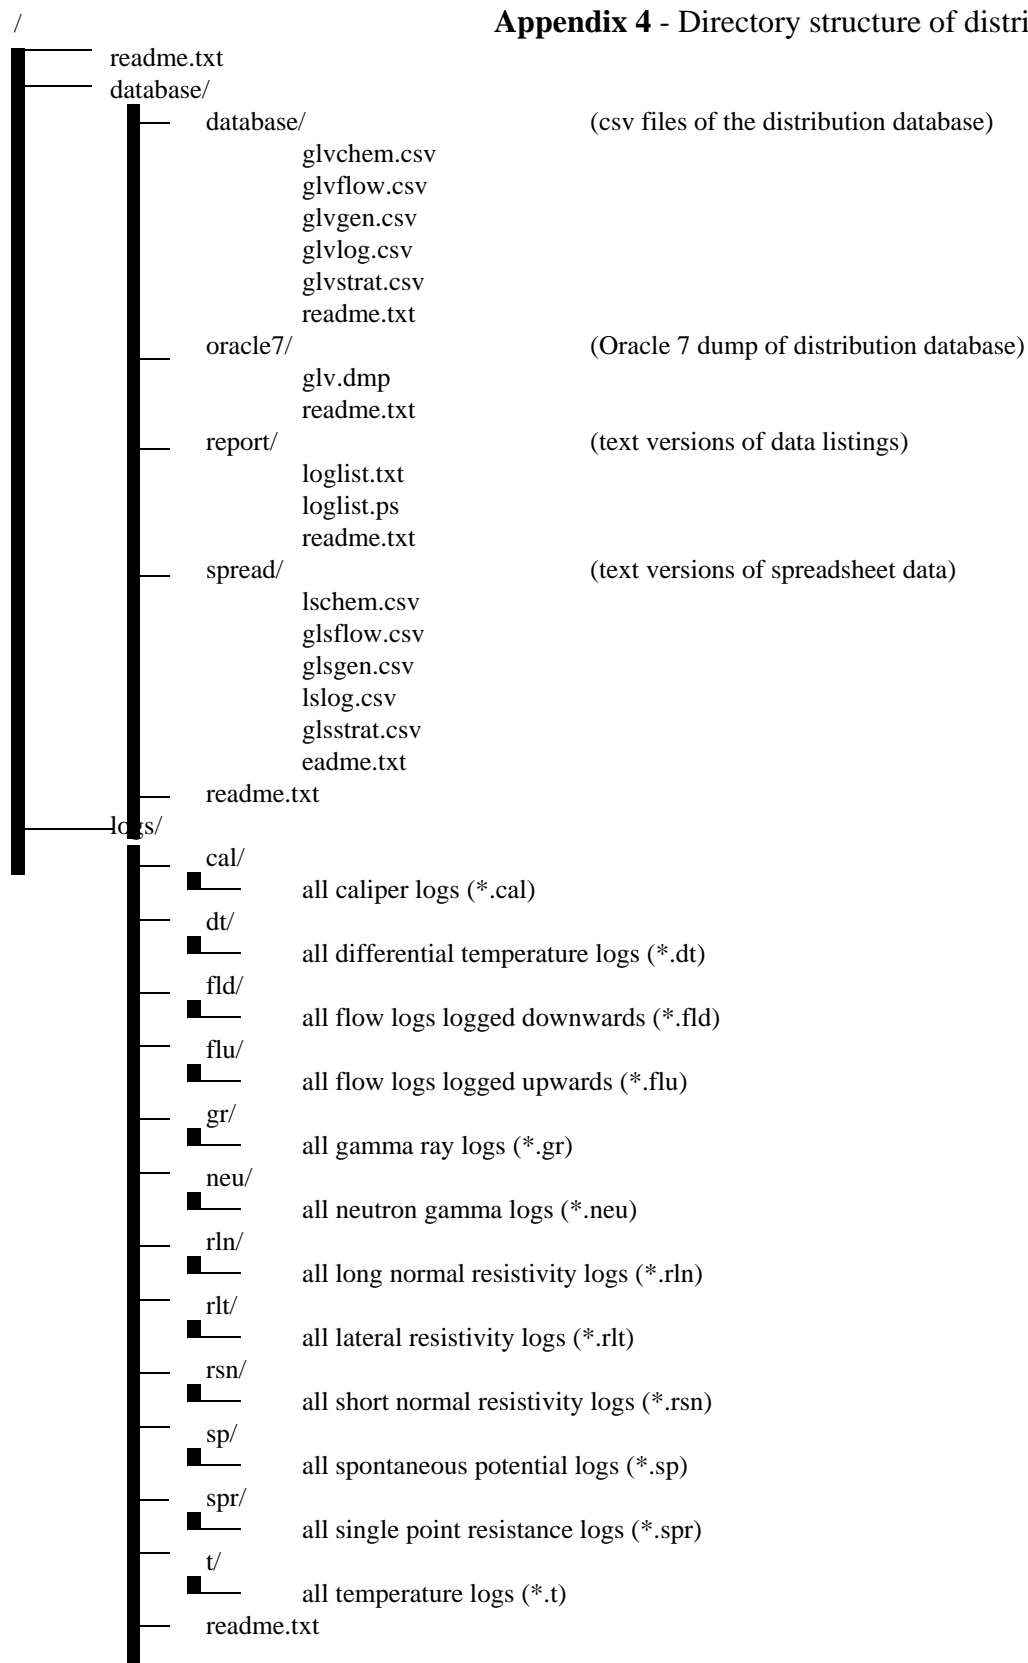 /
Appendix 4 - Directory structure of distri
readme.txt
database/
database/ (csv files of the distribution database)
glvchem.csv
glvflow.csv
glvgen.csv
glvlog.csv
glvstrat.csv
readme.txt
oracle7/ (Oracle 7 dump of distribution database)
glv.dmp
readme.txt
report/ (text versions of data listings)
loglist.txt
loglist.ps
readme.txt
spread/ (text versions of spreadsheet data)
lschem.csv
glsflow.csv
glsgen.csv
lslog.csv
glsstrat.csv
eadme.txt
readme.txt
logs/
cal/
all caliper logs (*.cal)
dt/
all differential temperature logs (*.dt)
fld/
all flow logs logged downwards (*.fld)
flu/
all flow logs logged upwards (*.flu)
gr/
all gamma ray logs (*.gr)
neu/
all neutron gamma logs (*.neu)
rln/
all long normal resistivity logs (*.rln)
rlt/
all lateral resistivity logs (*.rlt)
rsn/
all short normal resistivity logs (*.rsn)
sp/
all spontaneous potential logs (*.sp)
spr/
all single point resistance logs (*.spr)
t/
all temperature logs (*.t)
readme.txt